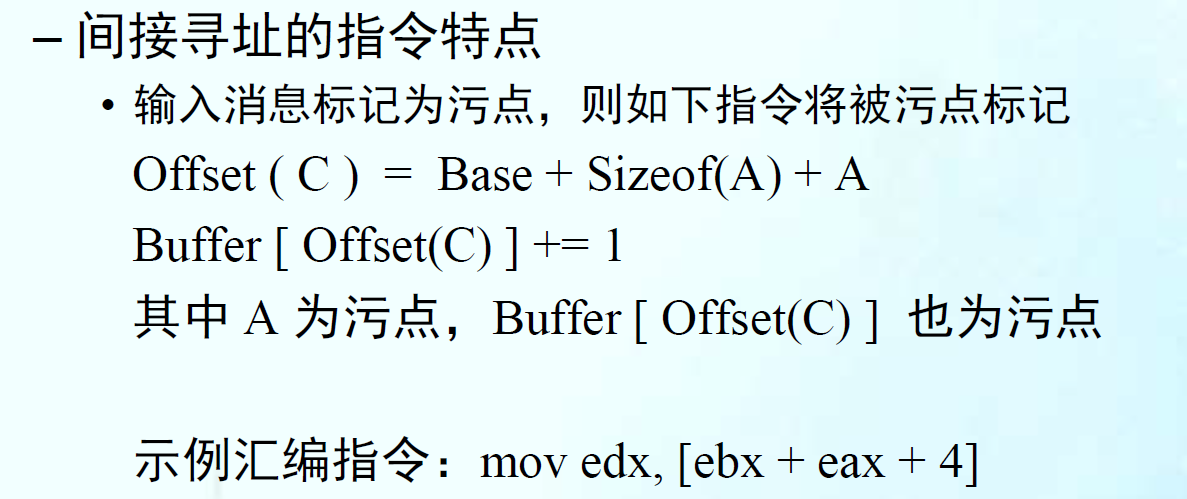 – 间接寻址的指令特点
• 输入消息标记为污点，则如下指令将被污点标记
Offset ( C ) = Base + Sizeof(A) + A
Buffer [ Offset(C) ] += 1
其中 A 为污点，Buffer [ Offset(C) ] 也为污点
示例汇编指令：mov edx, [ebx + eax + 4]